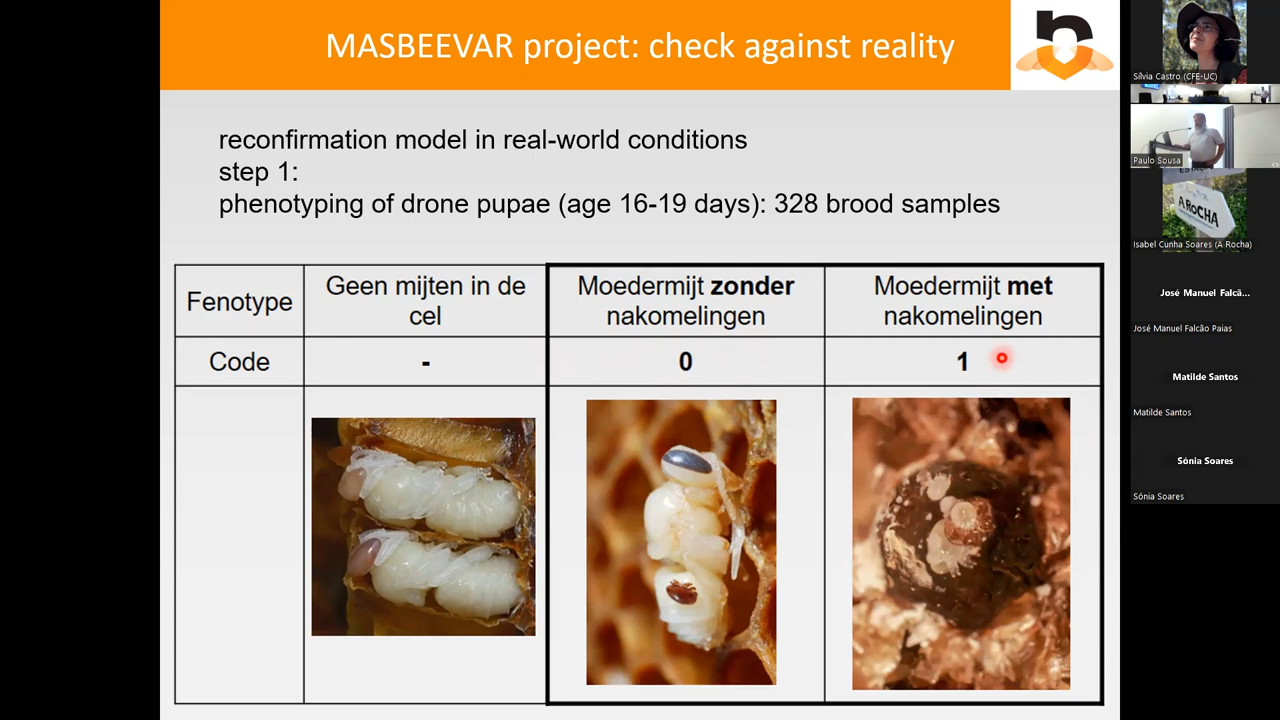 MASBEEVAR project: check against reality
reconfirmation model in real-world conditions
step 1:
phenotyping of drone pupae (age 16-19 days): 328 brood samples
Fenotype
Geen mijten in de
cel
Moedermijt zonder
nakomelingen
Moedermijt met
nakomelingen
Code
-
0
1
Sílvia Castro (CFE-UC)
Paulo Sousa
A ROCHA
Isabel Cunha Soares (A Rocha)
José Manuel Falcã...
José Manuel Falcão Paias
Matilde Santos
Matilde Santos
Sónia Soares
Sónia Soares